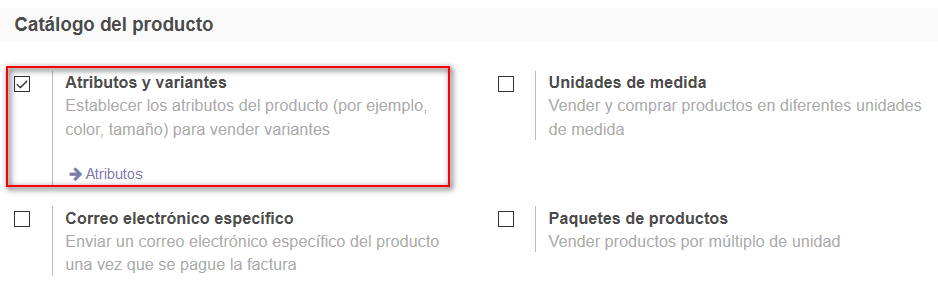 Catálogo del producto
Atributos y variantes
Establecer los atributos del producto (por ejemplo,
color, tamaño) para vender variantes
Atributos
Unidades de medida
Vender y comprar productos en diferentes unidades
de medida
Correo electrónico específico
Enviar un correo electrónico específico del producto
una vez que se pague la factura
Paquetes de productos
Vender productos por múltiplo de unidad